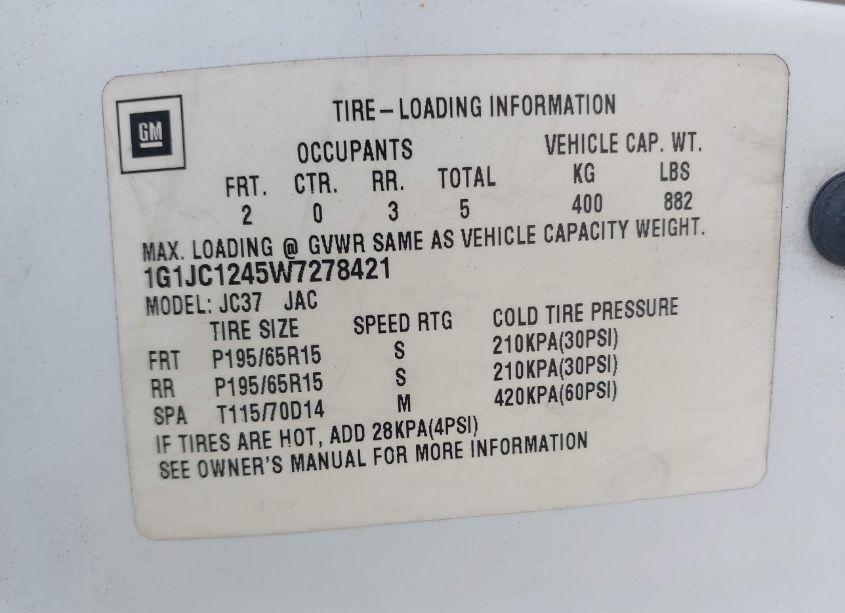 GM
TIRE–LOADING INFORMATION
OCCUPANTS VEHICLE CAP. WT.
FRT. CTR. RR. TOTAL KG LBS
2 0 3 5 400 882
MAX. LOADING @ GVWR SAME AS VEHICLE CAPACITY WEIGHT.
1G1JC1245W7278421
MODEL: JC37 JAC
TIRE SIZE SPEED RTG COLD TIRE PRESSURE
FRT P195/65R15 S 210KPA(30PSI)
RR P195/65R15 S 210KPA(30PSI)
SPA T115/70D14 M 420KPA(60PSI)
IF TIRES ARE HOT, ADD 28KPA(4PSI)
SEE OWNER'S MANUAL FOR MORE INFORMATION